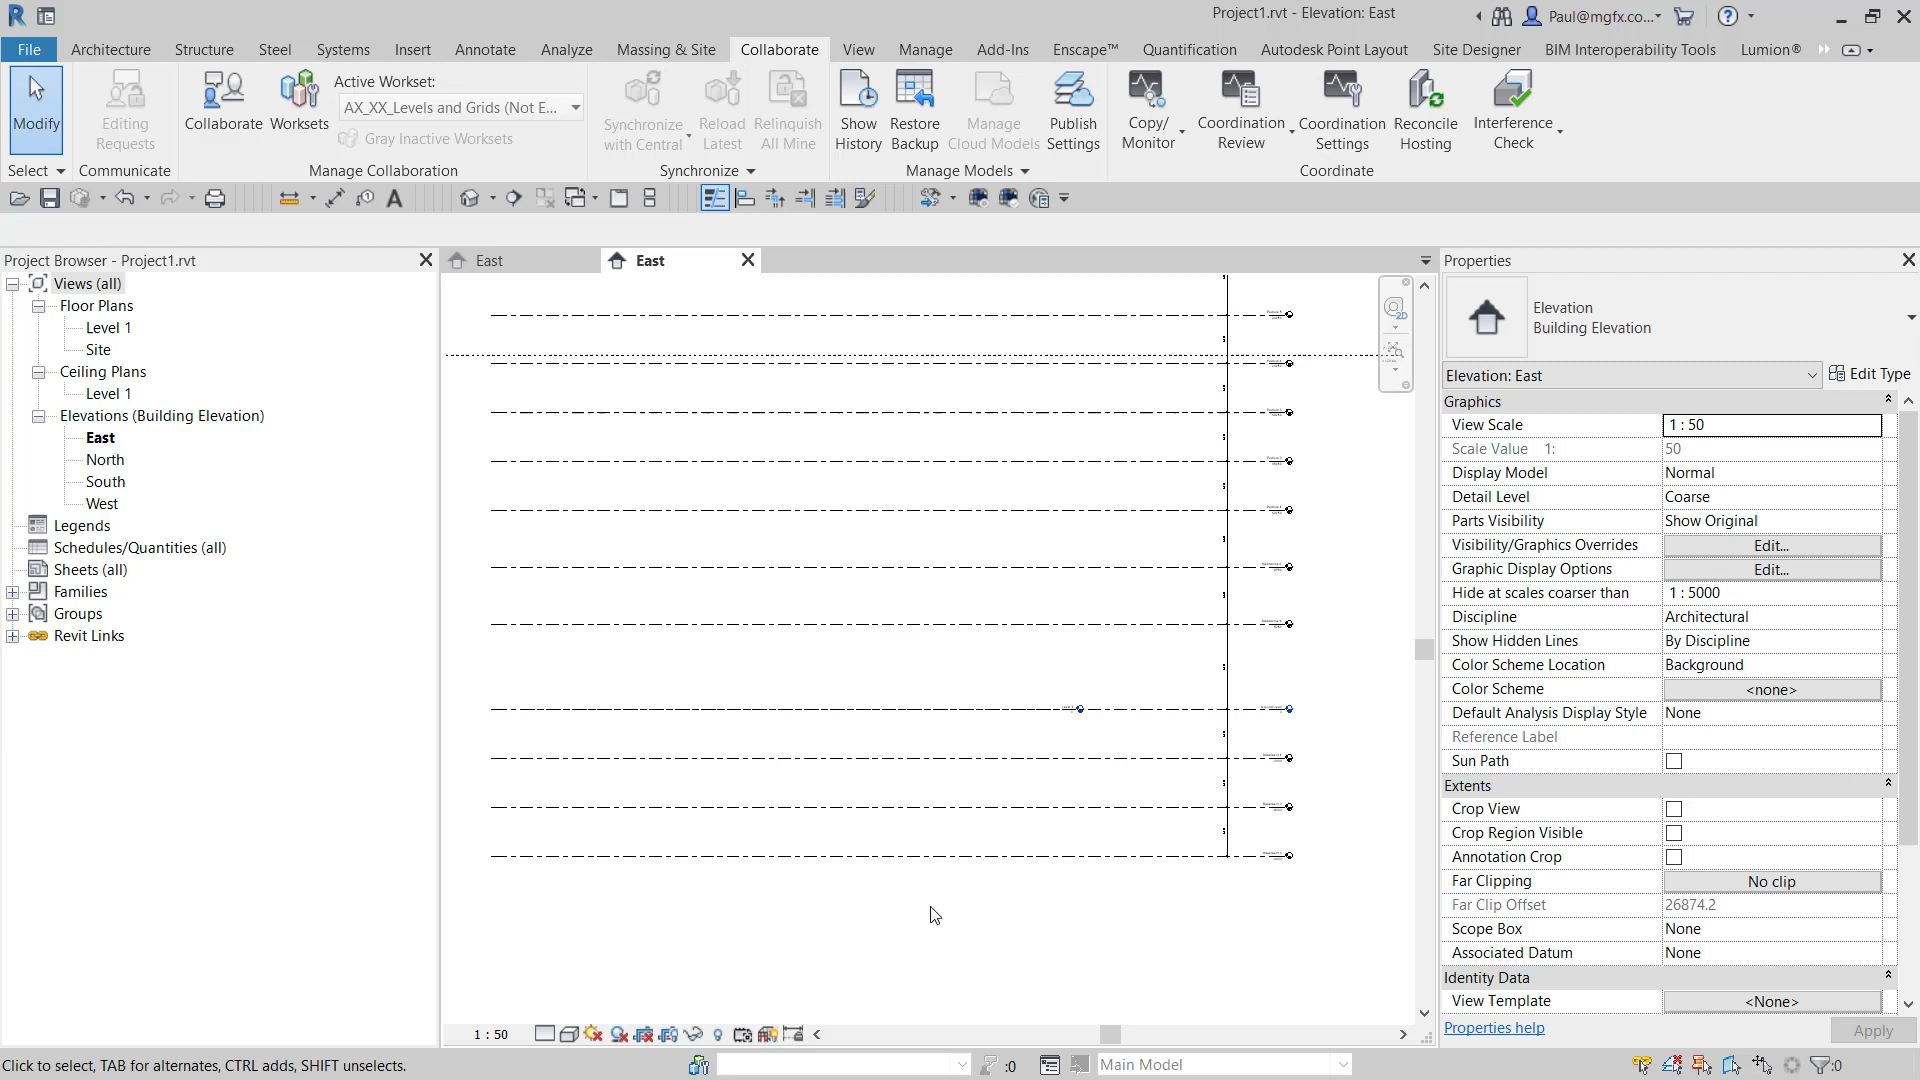 Project1.rvt - Elevation: East
Paul@mgfx.co...
File Architecture Structure Steel Systems Insert Annotate Analyze Massing & Site Collaborate View Manage Add-Ins Enscape™ Quantification Autodesk Point Layout Site Designer BIM Interoperability Tools Lumion®
Modify
Editing Requests
Collaborate
Worksets
Active Workset:
AX_XX_Levels and Grids (Not E...
Gray Inactive Worksets
Synchronize with Central
Reload Latest
Relinquish All Mine
Show History
Restore Backup
Manage Cloud Models
Publish Settings
Copy/ Monitor
Coordination Review
Coordination Settings
Reconcile Hosting
Interference Check
Select Communicate Manage Collaboration Synchronize Manage Models Coordinate
Project Browser - Project1.rvt
Views (all)
Floor Plans
Level 1
Site
Ceiling Plans
Level 1
Elevations (Building Elevation)
East
North
South
West
Legends
Schedules/Quantities (all)
Sheets (all)
Families
Groups
Revit Links
East
East
2D
1 : 50
Properties
Elevation
Building Elevation
Elevation: East
Edit Type
Graphics
View Scale 1 : 50
Scale Value 1: 50
Display Model Normal
Detail Level Coarse
Parts Visibility Show Original
Visibility/Graphics Overrides Edit...
Graphic Display Options Edit...
Hide at scales coarser than 1 : 5000
Discipline Architectural
Show Hidden Lines By Discipline
Color Scheme Location Background
Color Scheme <none>
Default Analysis Display Style None
Reference Label
Sun Path
Extents
Crop View
Crop Region Visible
Annotation Crop
Far Clipping No clip
Far Clip Offset 26874.2
Scope Box None
Associated Datum None
Identity Data
View Template <None>
Properties help
Apply
Click to select, TAB for alternates, CTRL adds, SHIFT unselects.
:0
Main Model
:0